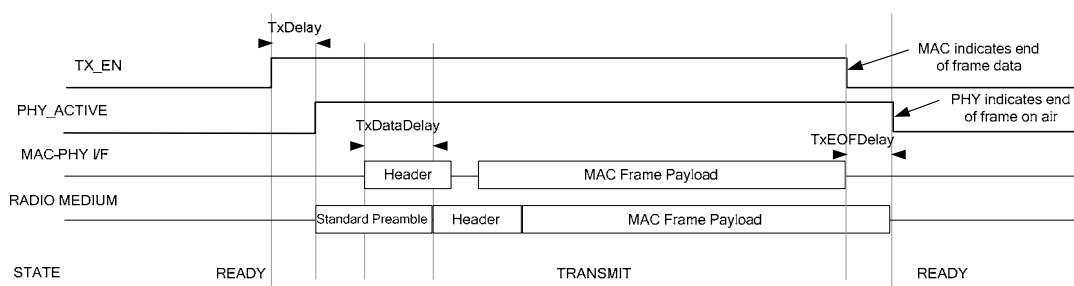 TxDelay
TX_EN
MAC indicates end
of frame data
PHY_ACTIVE
PHY indicates end
of frame on air
TxDataDelay
TxEOFDelay
MAC-PHY I/F
Header
MAC Frame Payload
RADIO MEDIUM
Standard Preamble
Header
MAC Frame Payload
STATE
READY
TRANSMIT
READY